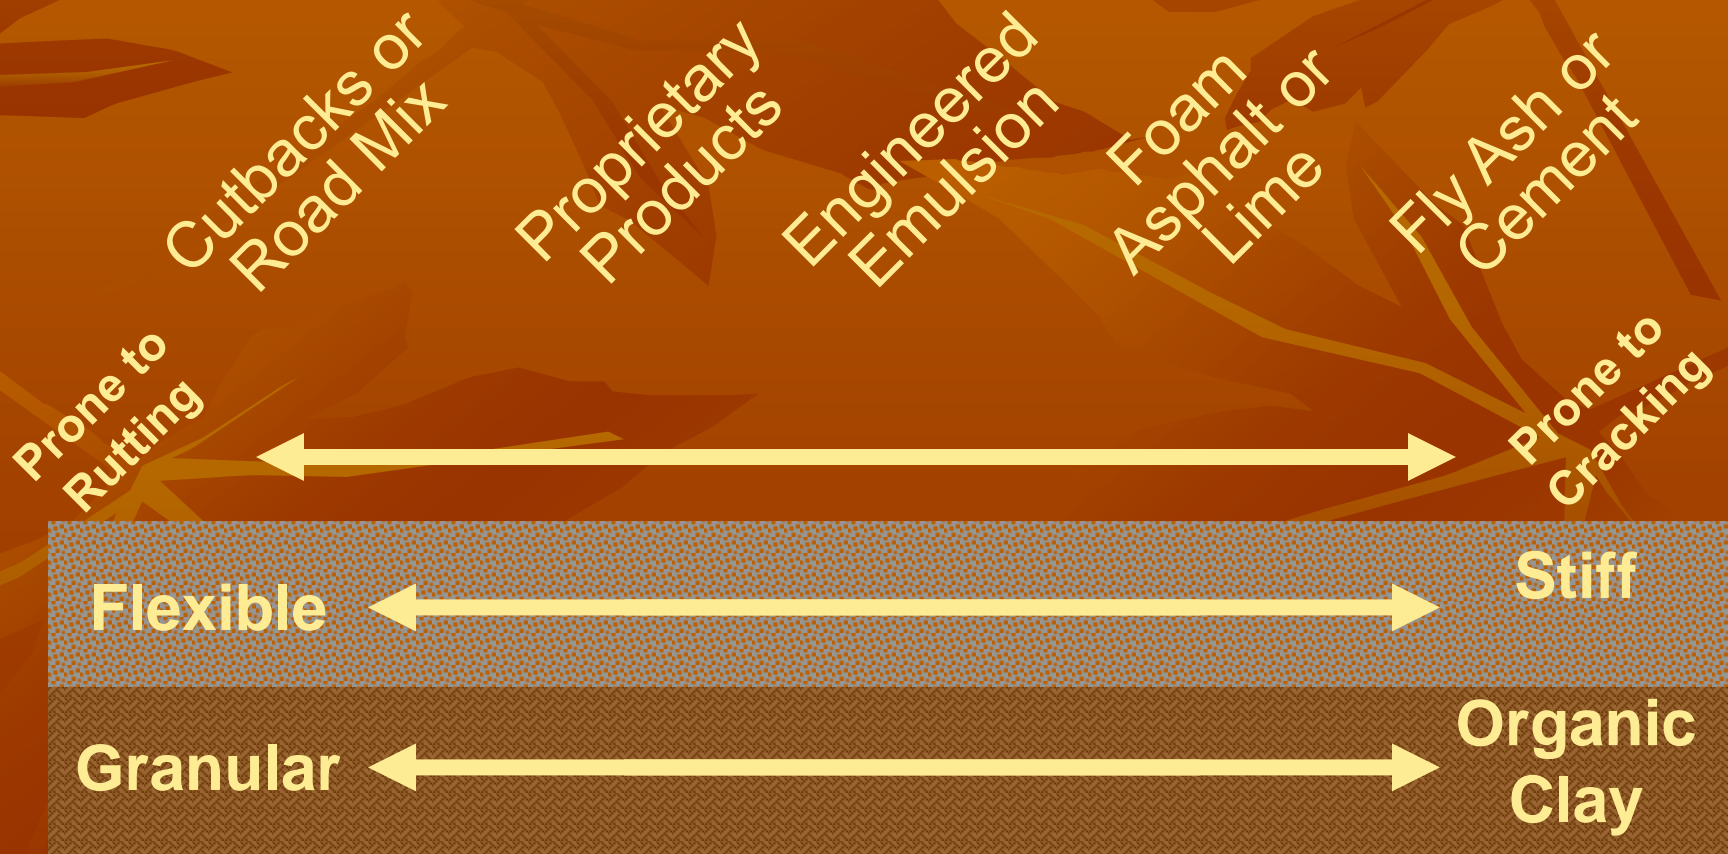 Cutbacks or
Road Mix
Proprietary
Products
Engineered
Emulsion
Foam
Asphalt or
Lime
Fly Ash or
Cement
Prone to
Rutting
Prone to
Cracking
Flexible
Stiff
Granular
Organic
Clay